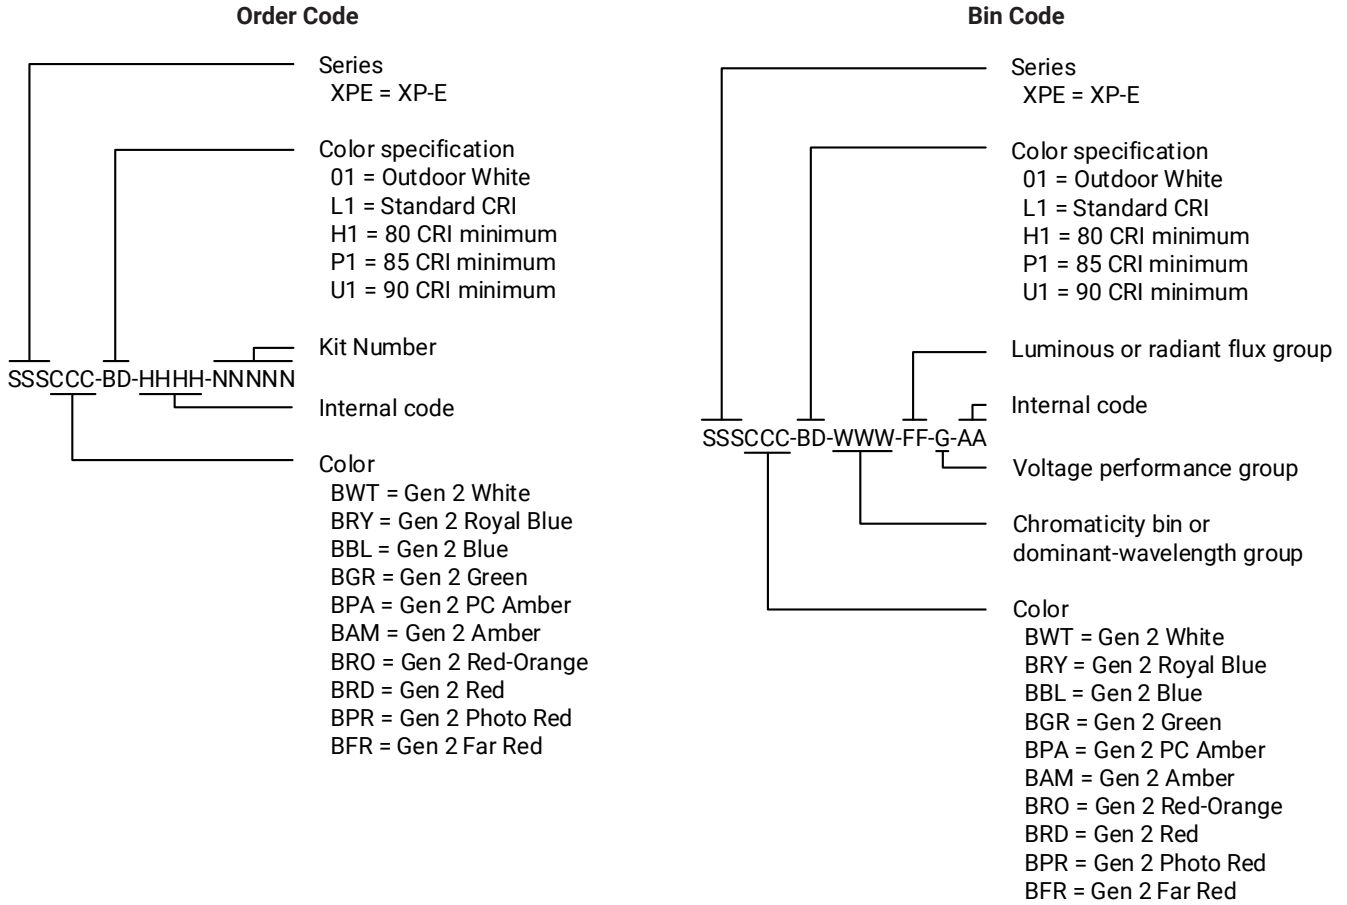 Order Code
Series
XPE = XP-E
Color specification
01 = Outdoor White
L1 = Standard CRI
H1 = 80 CRI minimum
P1 = 85 CRI minimum
U1 = 90 CRI minimum
Kit Number
SSSCCC-BD-HHHH-NNNNN
Internal code
Color
BWT = Gen 2 White
BRY = Gen 2 Royal Blue
BBL = Gen 2 Blue
BGR = Gen 2 Green
BPA = Gen 2 PC Amber
BAM = Gen 2 Amber
BRO = Gen 2 Red-Orange
BRD = Gen 2 Red
BPR = Gen 2 Photo Red
BFR = Gen 2 Far Red
Bin Code
Series
XPE = XP-E
Color specification
01 = Outdoor White
L1 = Standard CRI
H1 = 80 CRI minimum
P1 = 85 CRI minimum
U1 = 90 CRI minimum
Luminous or radiant flux group
Internal code
SSSCCC-BD-WWW-FF-G-AA
Voltage performance group
Chromaticity bin or
dominant-wavelength group
Color
BWT = Gen 2 White
BRY = Gen 2 Royal Blue
BBL = Gen 2 Blue
BGR = Gen 2 Green
BPA = Gen 2 PC Amber
BAM = Gen 2 Amber
BRO = Gen 2 Red-Orange
BRD = Gen 2 Red
BPR = Gen 2 Photo Red
BFR = Gen 2 Far Red